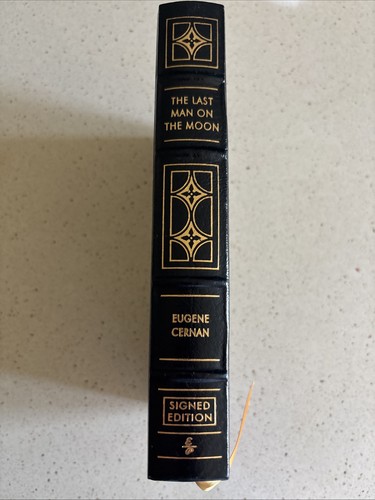 THE LAST
MAN ON
THE MOON
EUGENE
CERNAN
SIGNED
EDITION